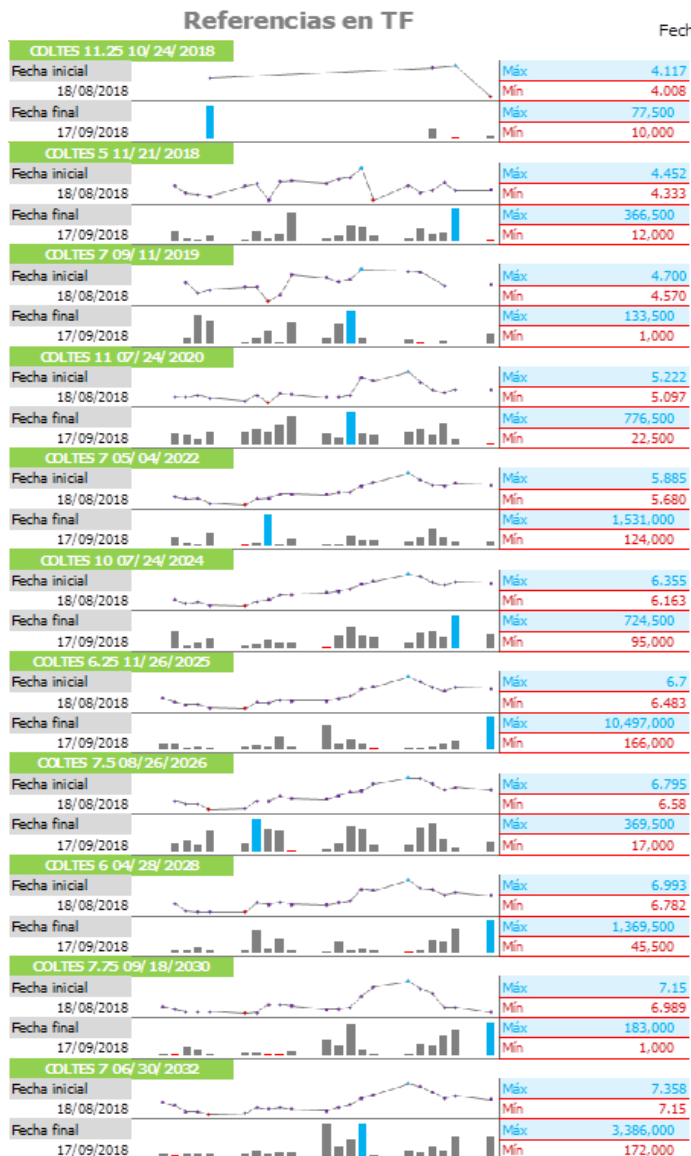 Referencias en TF
Fech
COLTES 11.25 10/24/2018
Fecha inicial Máx 4.117
18/08/2018 Mín 4.008
Fecha final Máx 77,500
17/09/2018 Mín 10,000
COLTES 5 11/21/2018
Fecha inicial Máx 4.452
18/08/2018 Mín 4.333
Fecha final Máx 366,500
17/09/2018 Mín 12,000
COLTES 7 09/11/2019
Fecha inicial Máx 4.700
18/08/2018 Mín 4.570
Fecha final Máx 133,500
17/09/2018 Mín 1,000
COLTES 11 07/24/2020
Fecha inicial Máx 5.222
18/08/2018 Mín 5.097
Fecha final Máx 776,500
17/09/2018 Mín 22,500
COLTES 7 05/04/2022
Fecha inicial Máx 5.885
18/08/2018 Mín 5.680
Fecha final Máx 1,531,000
17/09/2018 Mín 124,000
COLTES 10 07/24/2024
Fecha inicial Máx 6.355
18/08/2018 Mín 6.163
Fecha final Máx 724,500
17/09/2018 Mín 95,000
COLTES 6.25 11/26/2025
Fecha inicial Máx 6.7
18/08/2018 Mín 6.483
Fecha final Máx 10,497,000
17/09/2018 Mín 166,000
COLTES 7.5 08/26/2026
Fecha inicial Máx 6.795
18/08/2018 Mín 6.58
Fecha final Máx 369,500
17/09/2018 Mín 17,000
COLTES 6 04/28/2028
Fecha inicial Máx 6.993
18/08/2018 Mín 6.782
Fecha final Máx 1,369,500
17/09/2018 Mín 45,500
COLTES 7.75 09/18/2030
Fecha inicial Máx 7.15
18/08/2018 Mín 6.989
Fecha final Máx 183,000
17/09/2018 Mín 1,000
COLTES 7 06/30/2032
Fecha inicial Máx 7.358
18/08/2018 Mín 7.15
Fecha final Máx 3,386,000
17/09/2018 Mín 172,000